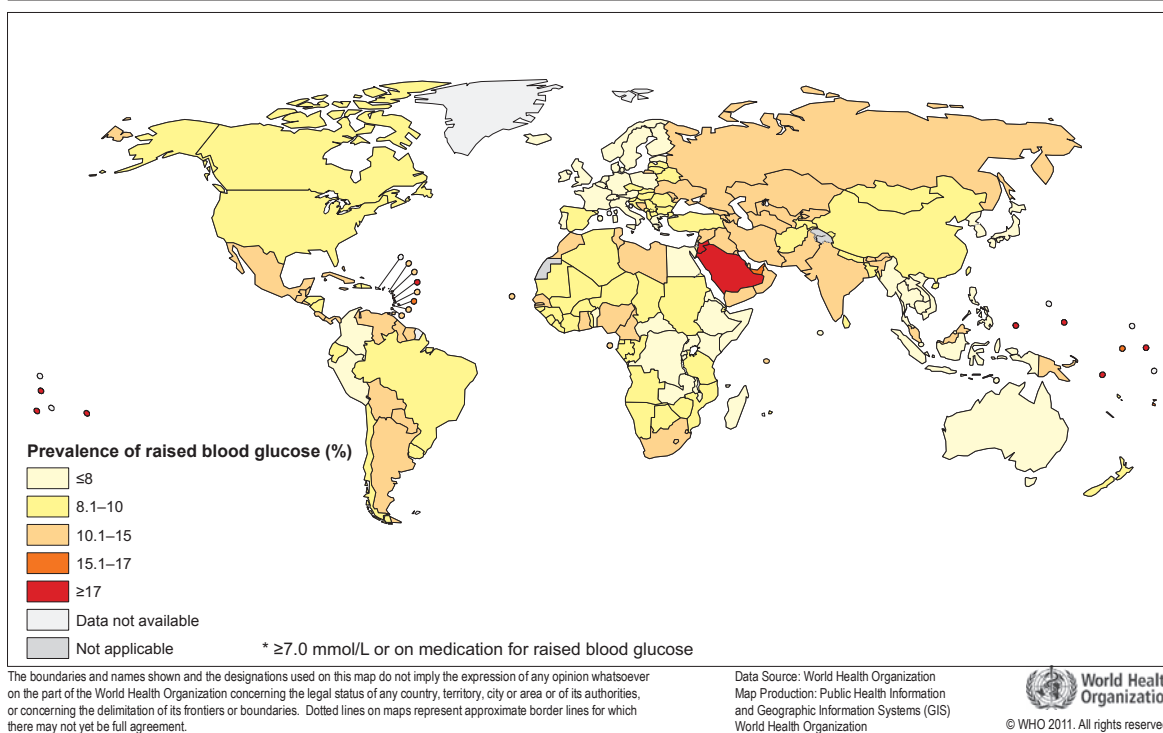 Prevalence of raised blood glucose (%)
≤8
8.1–10
10.1–15
15.1–17
≥17
Data not available
Not applicable
* ≥7.0 mmol/L or on medication for raised blood glucose
The boundaries and names shown and the designations used on this map do not imply the expression of any opinion whatsoever
on the part of the World Health Organization concerning the legal status of any country, territory, city or area or of its authorities,
or concerning the delimitation of its frontiers or boundaries. Dotted lines on maps represent approximate border lines for which
there may not yet be full agreement.
Data Source: World Health Organization
Map Production: Public Health Information
and Geographic Information Systems (GIS)
World Health Organization
World Healt
Organizatio
© WHO 2011. All rights reserve